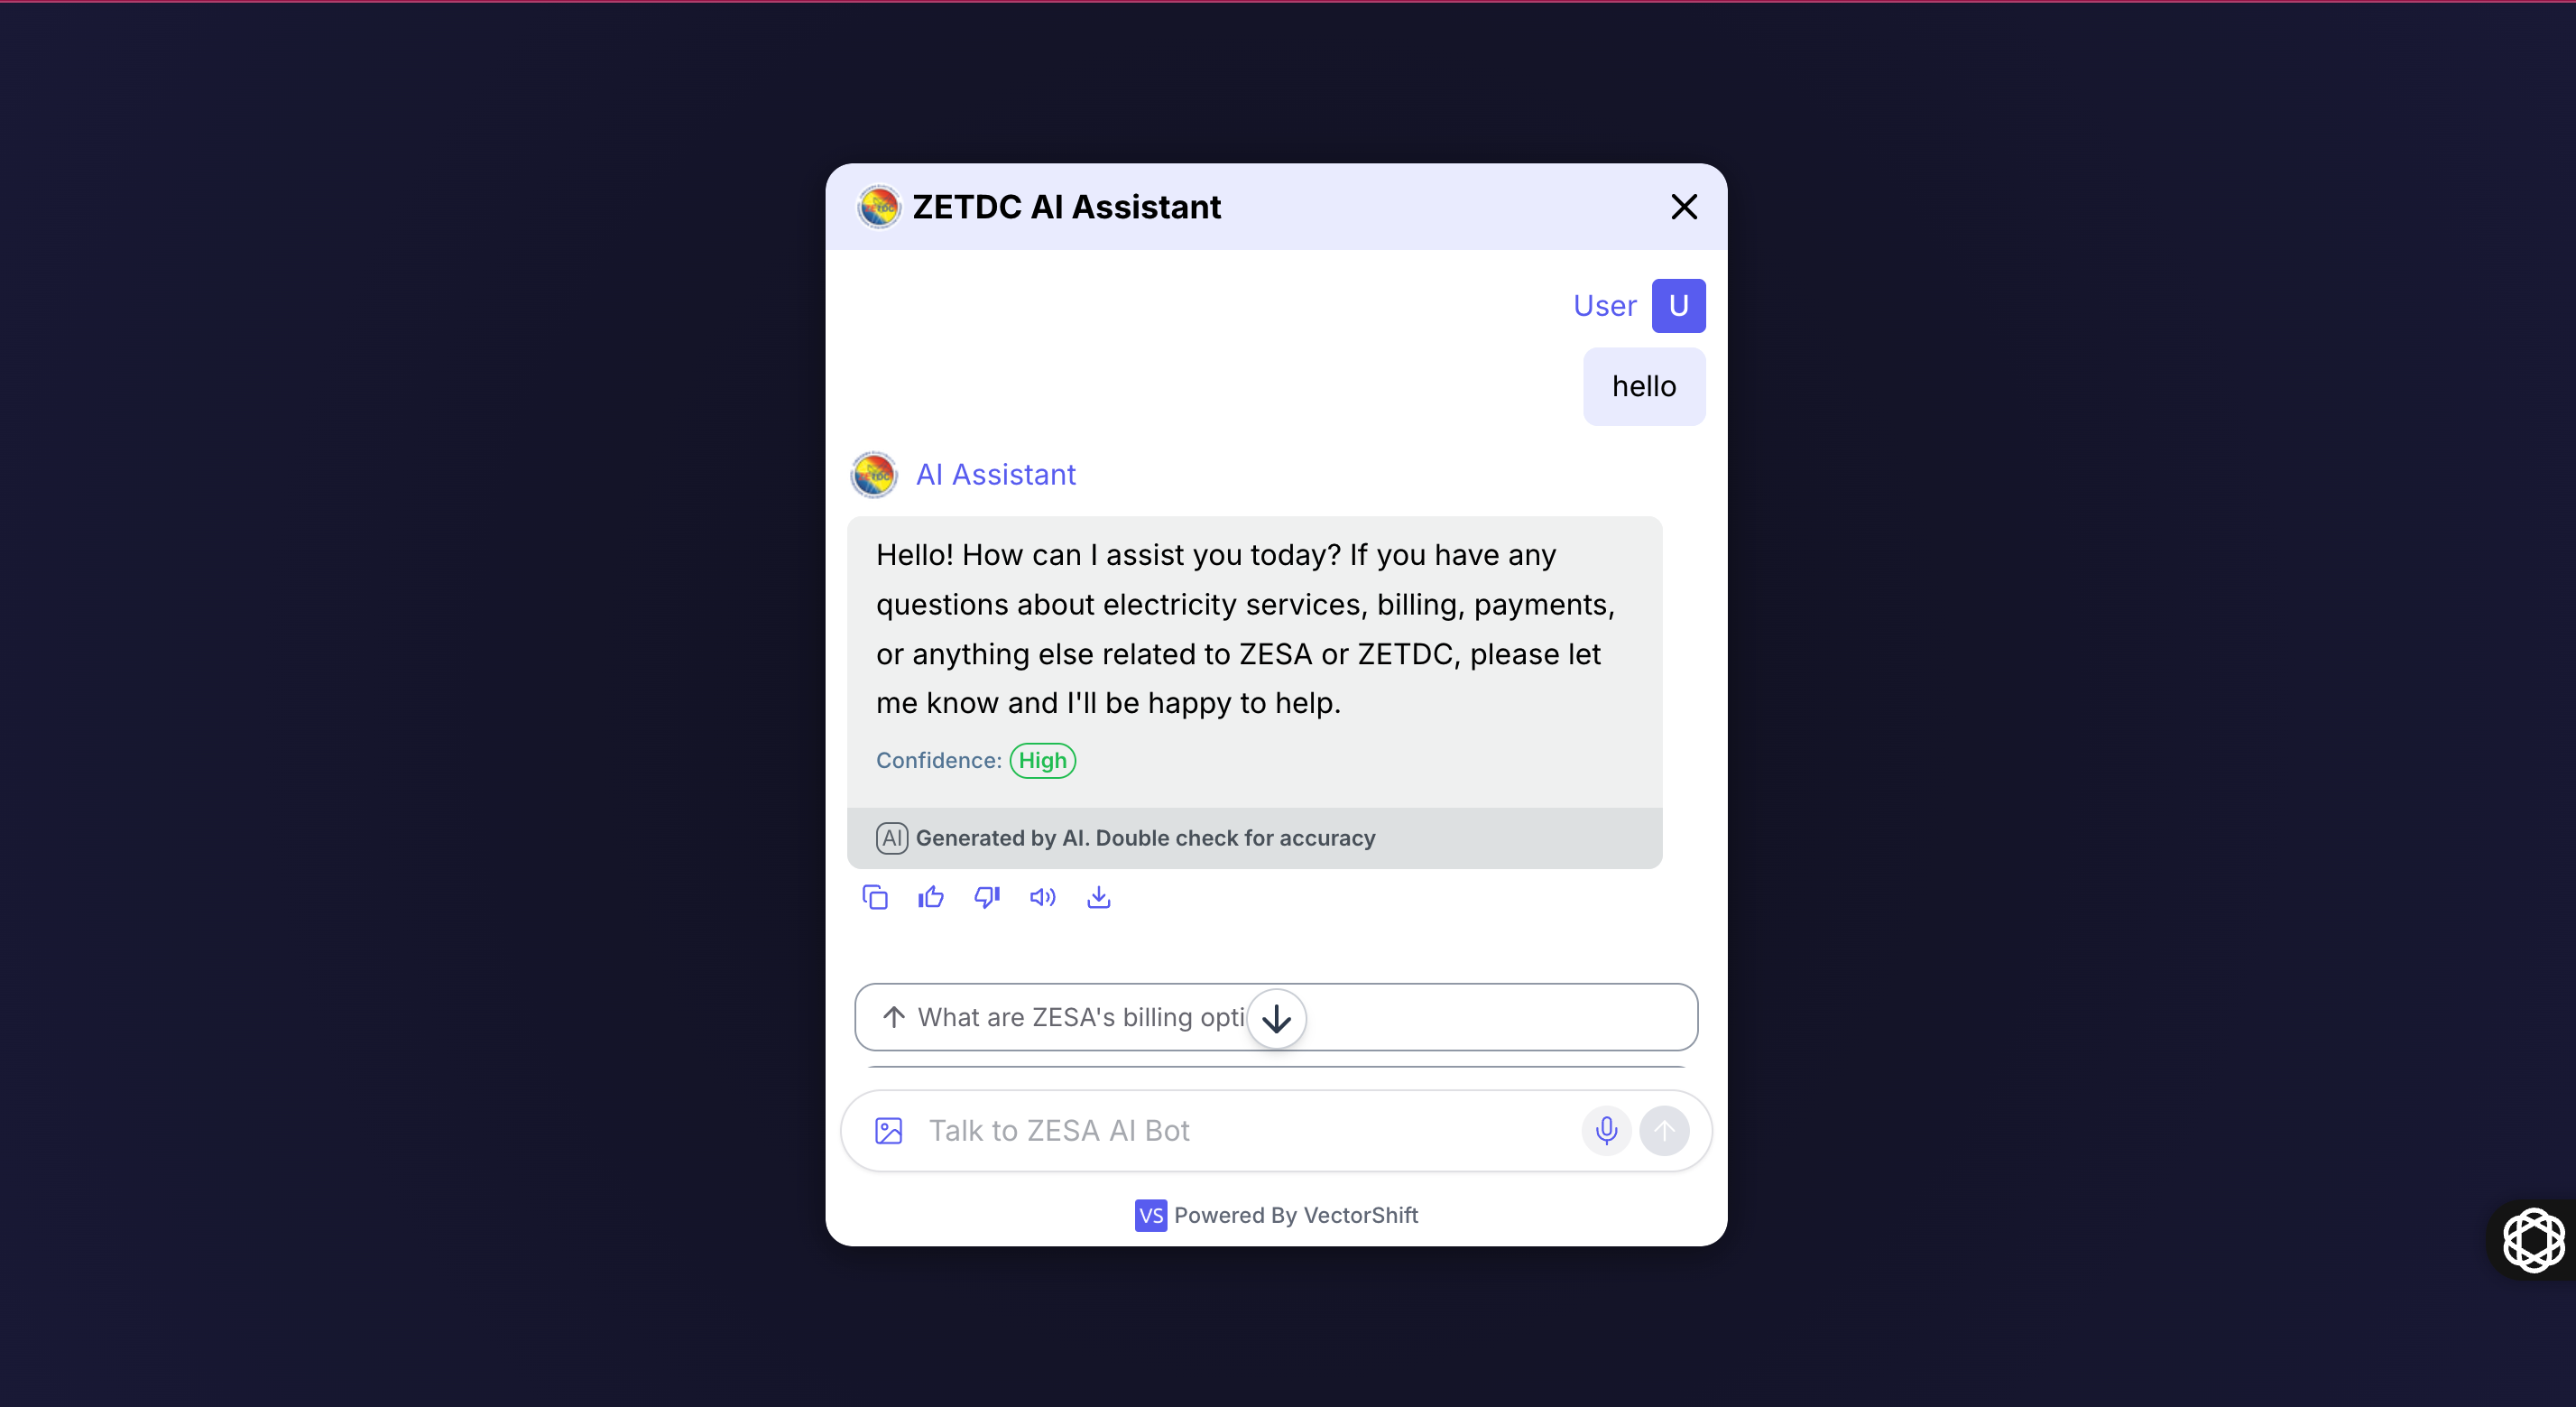 ZETDC AI Assistant
User U
hello
AI Assistant
Hello! How can I assist you today? If you have any
questions about electricity services, billing, payments,
or anything else related to ZESA or ZETDC, please let
me know and I'll be happy to help.
Confidence: High
AI Generated by AI. Double check for accuracy
What are ZESA's billing opti
Talk to ZESA AI Bot
VS Powered By VectorShift